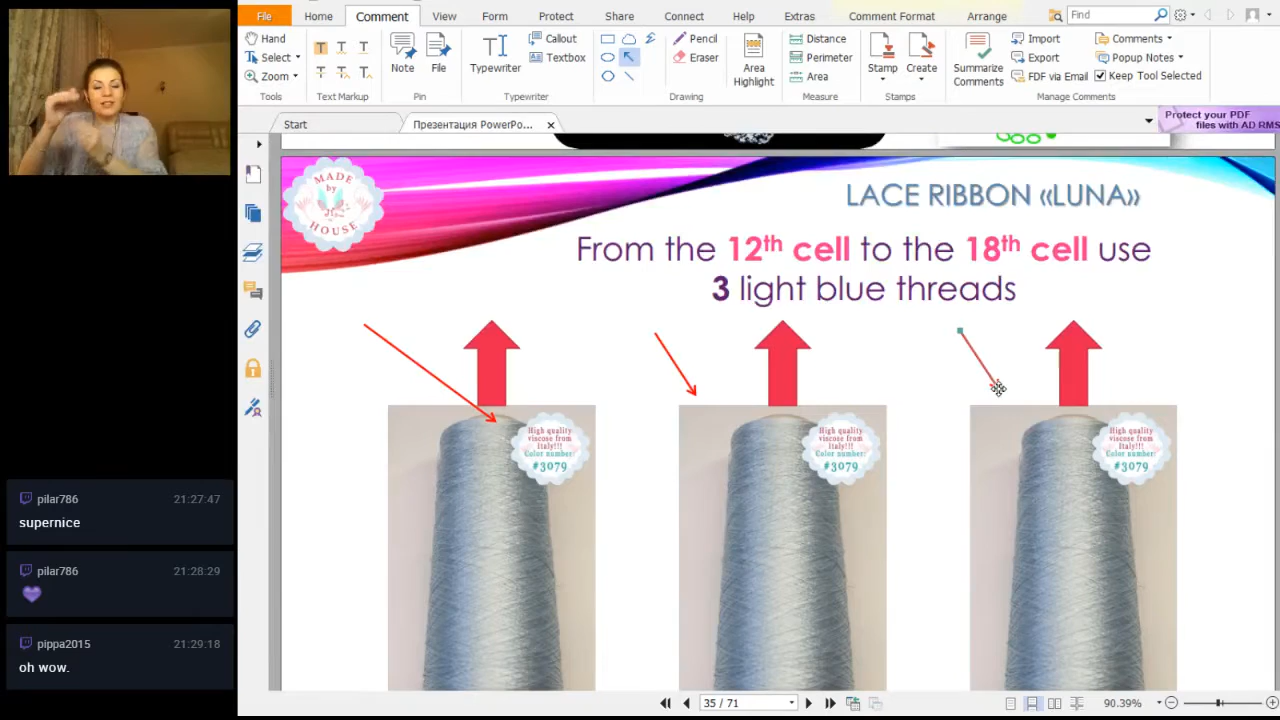 File
Home
Comment
View
Form
Protect
Share
Connect
Help
Extras
Comment Format
Arrange
Find
Hand
Select
Zoom
Tools
T T T
T T T
Text Markup
Note
File
Pin
Typewriter
Callout
Textbox
Typewriter
Pencil
Eraser
Area
Highlight
Drawing
Distance
Perimeter
Area
Measure
Stamp
Create
Stamps
Summarize
Comments
Import
Export
FDF via Email
Comments
Popup Notes
Keep Tool Selected
Manage Comments
Start
Презентация PowerPo...
Protect your PDF
files with AD RMS
MADE
by
HOUSE
LACE RIBBON «LUNA»
From the 12th cell to the 18th cell use
3 light blue threads
High quality
viscose from
Italy!!!
Color number:
#3079
High quality
viscose from
Italy!!!
Color number:
#3079
High quality
viscose from
Italy!!!
Color number:
#3079
pilar786 21:27:47
supernice
pilar786 21:28:29
pippa2015 21:29:18
oh wow.
35 / 71
90.39%